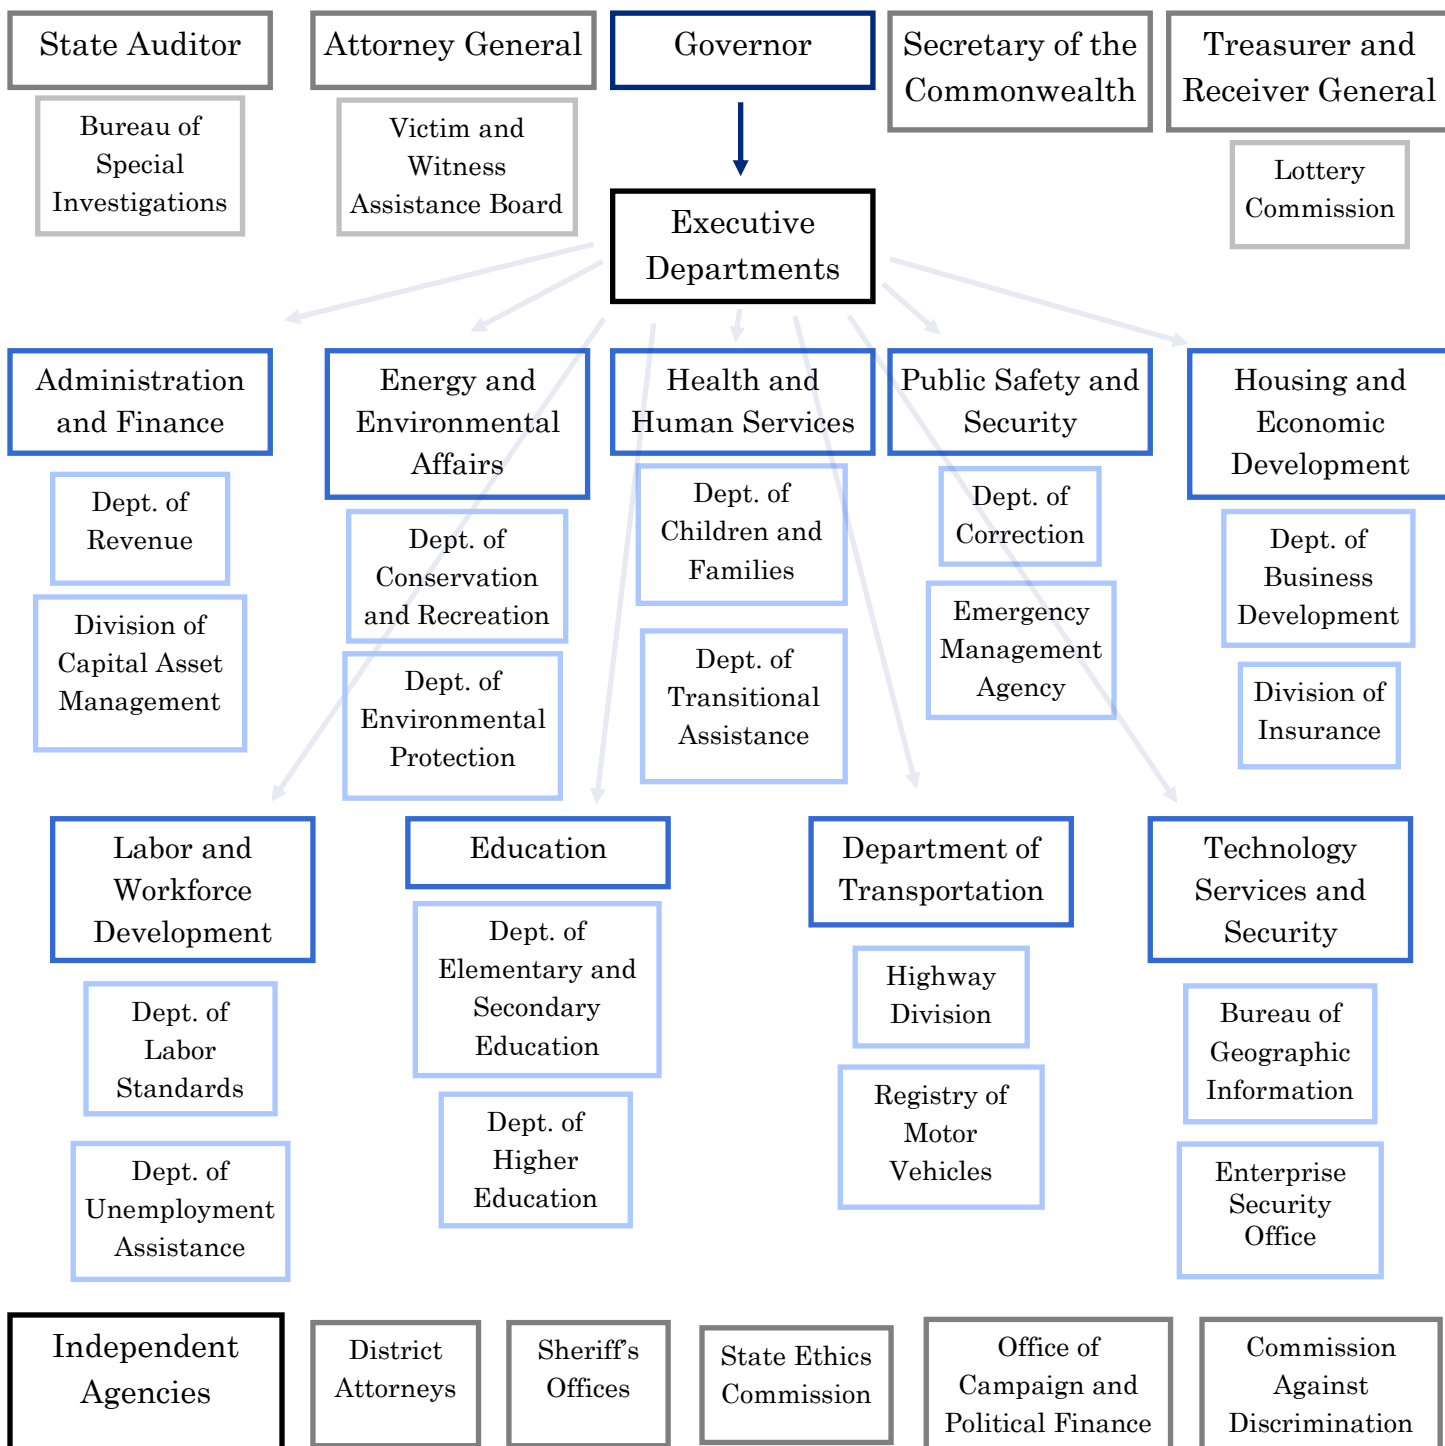 State Auditor
Attorney General
Governor
Secretary of the
Commonwealth
Treasurer and
Receiver General
Bureau of
Special
Investigations
Victim and
Witness
Assistance Board
Lottery
Commission
Executive
Departments
Administration
and Finance
Energy and
Environmental
Affairs
Health and
Human Services
Public Safety and
Security
Housing and
Economic
Development
Dept. of
Revenue
Division of
Capital Asset
Management
Dept. of
Conservation
and Recreation
Dept. of
Environmental
Protection
Dept. of
Children and
Families
Dept. of
Transitional
Assistance
Dept. of
Correction
Emergency
Management
Agency
Dept. of
Business
Development
Division of
Insurance
Labor and
Workforce
Development
Education
Department of
Transportation
Technology
Services and
Security
Dept. of
Labor
Standards
Dept. of
Unemployment
Assistance
Dept. of
Elementary and
Secondary
Education
Dept. of
Higher
Education
Highway
Division
Registry of
Motor
Vehicles
Bureau of
Geographic
Information
Enterprise
Security
Office
Independent
Agencies
District
Attorneys
Sheriff's
Offices
State Ethics
Commission
Office of
Campaign and
Political Finance
Commission
Against
Discrimination